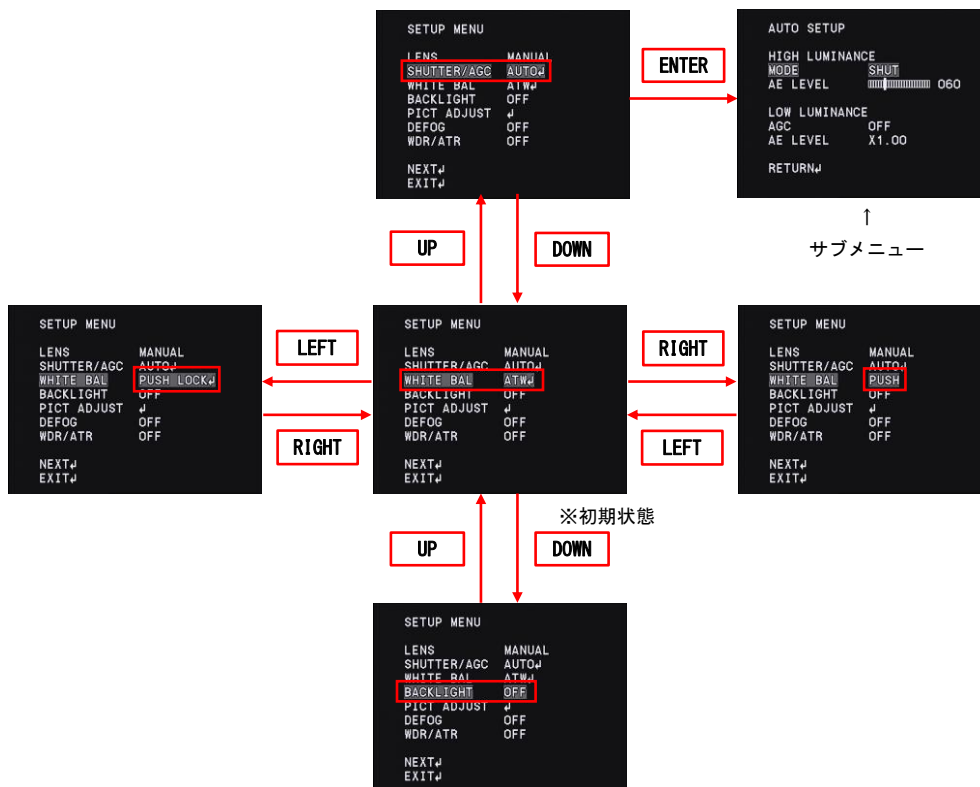 SETUP MENU
LENS MANUAL
SHUTTER/AGC AUTO↲
WHITE BAL ATW↲
BACKLIGHT OFF
PICT ADJUST ↲
DEFOG OFF
WDR/ATR OFF
NEXT↲
EXIT↲
ENTER
AUTO SETUP
HIGH LUMINANCE
MODE SHUT
AE LEVEL 060
LOW LUMINANCE
AGC OFF
AE LEVEL X1.00
RETURN↲
↑
サブメニュー
UP
DOWN
SETUP MENU
LENS MANUAL
SHUTTER/AGC AUTO↲
WHITE BAL PUSH LOCK↲
BACKLIGHT OFF
PICT ADJUST ↲
DEFOG OFF
WDR/ATR OFF
NEXT↲
EXIT↲
LEFT
RIGHT
SETUP MENU
LENS MANUAL
SHUTTER/AGC AUTO↲
WHITE BAL ATW↲
BACKLIGHT OFF
PICT ADJUST ↲
DEFOG OFF
WDR/ATR OFF
NEXT↲
EXIT↲
RIGHT
LEFT
SETUP MENU
LENS MANUAL
SHUTTER/AGC AUTO↲
WHITE BAL PUSH
BACKLIGHT OFF
PICT ADJUST ↲
DEFOG OFF
WDR/ATR OFF
NEXT↲
EXIT↲
※初期状態
UP
DOWN
SETUP MENU
LENS MANUAL
SHUTTER/AGC AUTO↲
WHITE BAL ATW↲
BACKLIGHT OFF
PICT ADJUST ↲
DEFOG OFF
WDR/ATR OFF
NEXT↲
EXIT↲